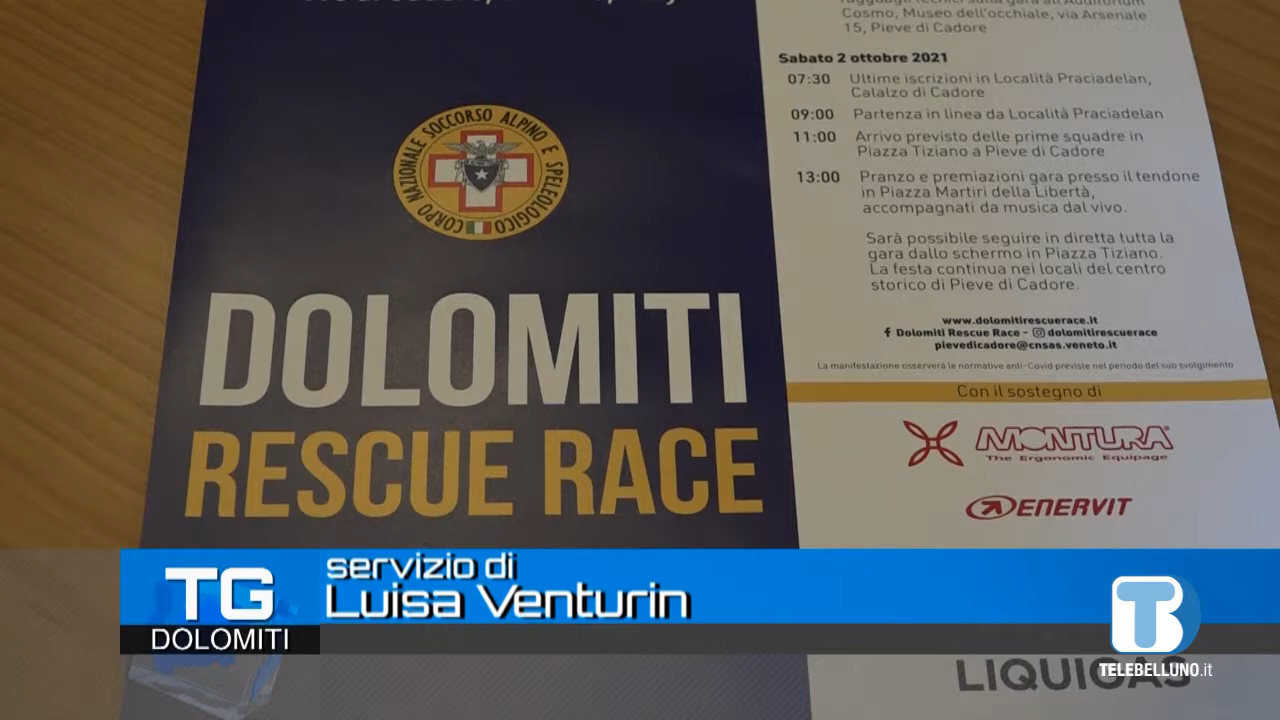 ragguagli tecnici sulla gara all'Auditorium
Cosmo, Museo dell'occhiale, via Arsenale
15, Pieve di Cadore
Sabato 2 ottobre 2021
07:30 Ultime iscrizioni in Località Praciadelan,
Calalzo di Cadore
09:00 Partenza in linea da Località Praciadelan
11:00 Arrivo previsto delle prime squadre in
Piazza Tiziano a Pieve di Cadore
13:00 Pranzo e premiazioni gara presso il tendone
in Piazza Martiri della Libertà,
accompagnati da musica dal vivo.
Sarà possibile seguire in diretta tutta la
gara dallo schermo in Piazza Tiziano.
La festa continua nei locali del centro
storico di Pieve di Cadore.
www.dolomitirescuerace.it
Dolomiti Rescue Race - dolomitirescuerace
pievedicadore@cnsas.veneto.it
La manifestazione osserverà le normative anti-Covid previste nel periodo del suo svolgimento
Con il sostegno di
MONTURA
The Ergonomic Equipage
ENERVIT
LIQUIGAS
CORPO NAZIONALE SOCCORSO ALPINO E SPELEOLOGICO
DOLOMITI
RESCUE RACE
TG
DOLOMITI
servizio di
Luisa Venturin
TB
TELEBELLUNO.it